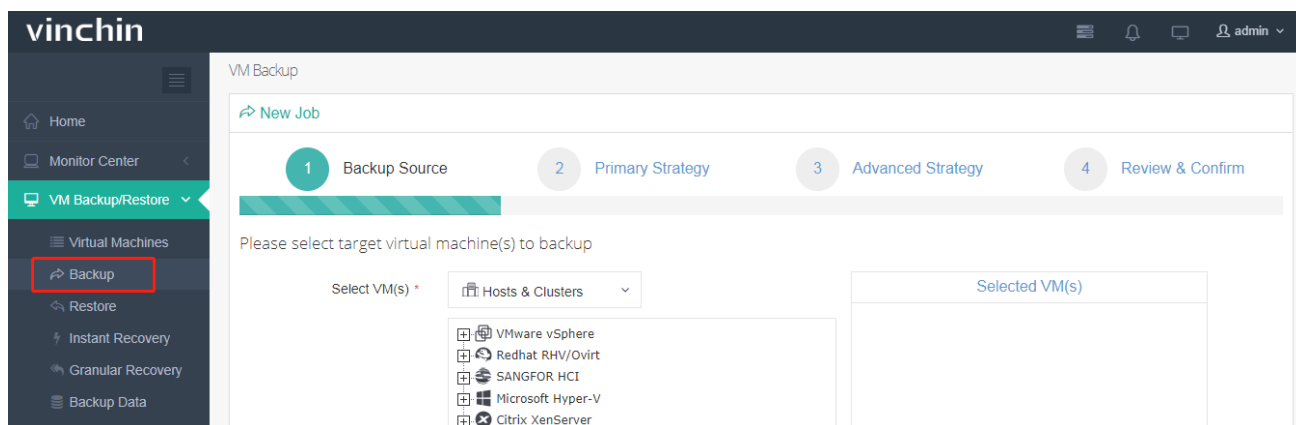 vinchin
admin
VM Backup
New Job
Home
Monitor Center
VM Backup/Restore
Virtual Machines
Backup
Restore
Instant Recovery
Granular Recovery
Backup Data
1 Backup Source 2 Primary Strategy 3 Advanced Strategy 4 Review & Confirm
Please select target virtual machine(s) to backup
Select VM(s) * Hosts & Clusters
VMware vSphere
Redhat RHV/Ovirt
SANGFOR HCI
Microsoft Hyper-V
Citrix XenServer
Selected VM(s)